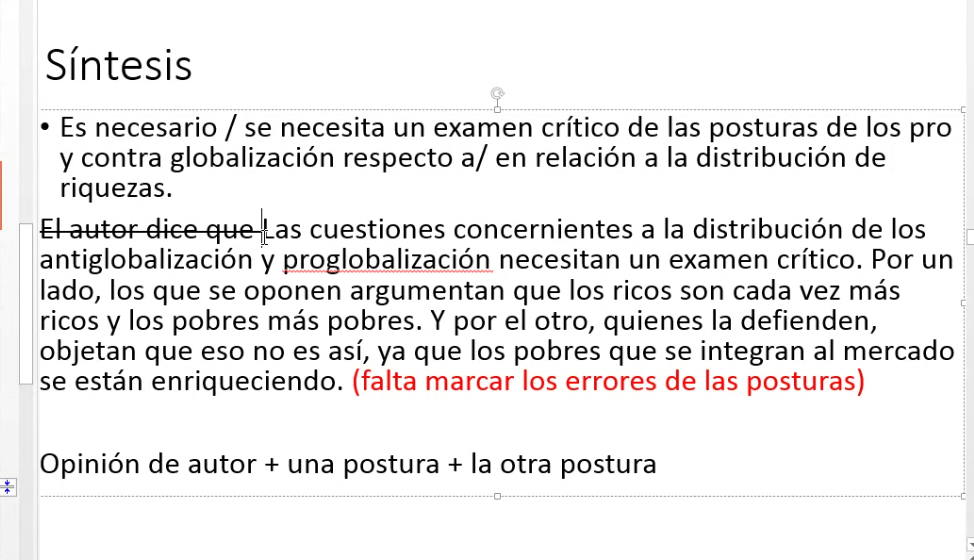 Síntesis
• Es necesario / se necesita un examen crítico de las posturas de los pro
y contra globalización respecto a/ en relación a la distribución de
riquezas.
El autor dice que Las cuestiones concernientes a la distribución de los
antiglobalización y proglobalización necesitan un examen crítico. Por un
lado, los que se oponen argumentan que los ricos son cada vez más
ricos y los pobres más pobres. Y por el otro, quienes la defienden,
objetan que eso no es así, ya que los pobres que se integran al mercado
se están enriqueciendo. (falta marcar los errores de las posturas)
Opinión de autor + una postura + la otra postura